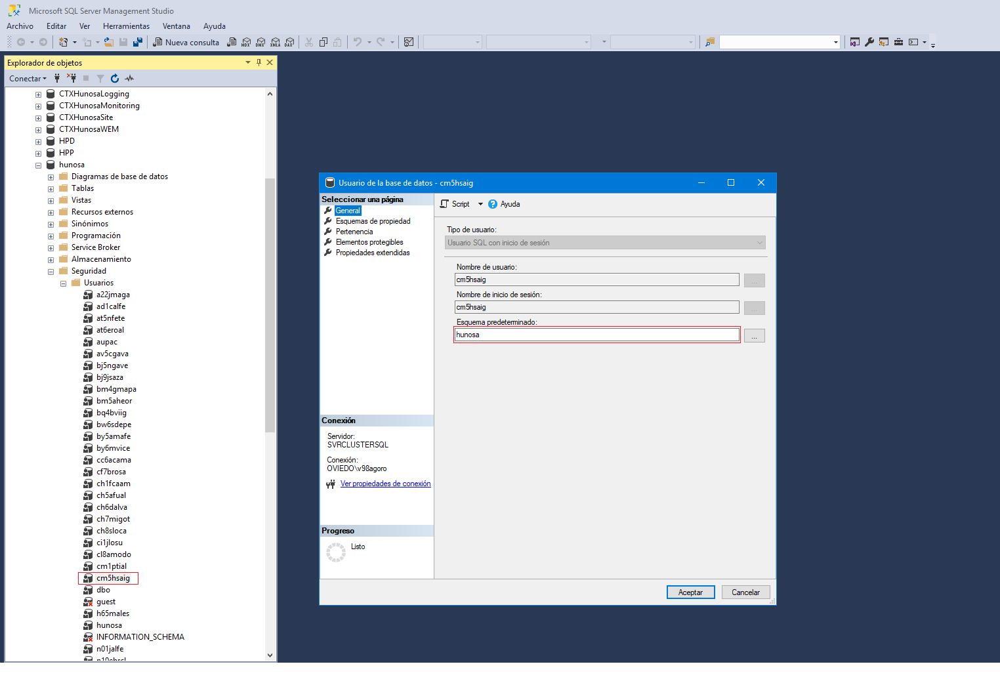 Microsoft SQL Server Management Studio
Archivo Editar Ver Herramientas Ventana Ayuda
Nueva consulta MDX DMX XMLA DAX
Explorador de objetos
Conectar
CTXHunosaLogging
CTXHunosaMonitoring
CTXHunosaSite
CTXHunosaWEM
HPD
HPP
hunosa
Diagramas de base de datos
Tablas
Vistas
Recursos externos
Sinónimos
Programación
Service Broker
Almacenamiento
Seguridad
Usuarios
a22jmaga
ad1calfe
at5nfete
at6eroal
aupac
av5cgava
bj5ngave
bj9jsaza
bm4gmapa
bm5aheor
bq4bviig
bw6sdepe
by5amafe
by6mvice
cc6acama
cf7brosa
ch1fcaam
ch5afual
ch6dalva
ch7migot
ch8sloca
ci1jlosu
cl8amodo
cm1ptial
cm5hsaig
dbo
guest
h65males
hunosa
INFORMATION_SCHEMA
n01jalfe
Usuario de la base de datos - cm5hsaig
Seleccionar una página
General
Esquemas de propiedad
Pertenencia
Elementos protegibles
Propiedades extendidas
Conexión
Servidor:
SVRCLUSTERSQL
Conexión:
OVIEDO\v98agoro
Ver propiedades de conexión
Progreso
Listo
Script Ayuda
Tipo de usuario:
Usuario SQL con inicio de sesión
Nombre de usuario:
cm5hsaig
...
Nombre de inicio de sesión:
cm5hsaig
...
Esquema predeterminado:
hunosa
...
Aceptar Cancelar